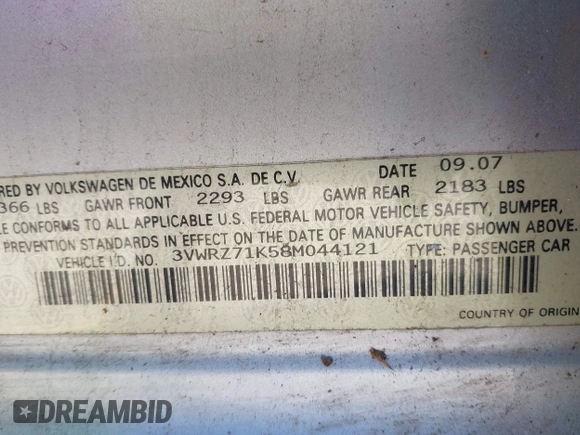 RED BY VOLKSWAGEN DE MEXICO S.A. DE C.V. DATE 09.07
366 LBS GAWR FRONT 2293 LBS GAWR REAR 2183 LBS
LE CONFORMS TO ALL APPLICABLE U.S. FEDERAL MOTOR VEHICLE SAFETY, BUMPER,
PREVENTION STANDARDS IN EFFECT ON THE DATE OF MANUFACTURE SHOWN ABOVE.
VEHICLE I.D. NO. 3VWRZ71K58M044121 TYPE: PASSENGER CAR
COUNTRY OF ORIGIN
DREAMBID